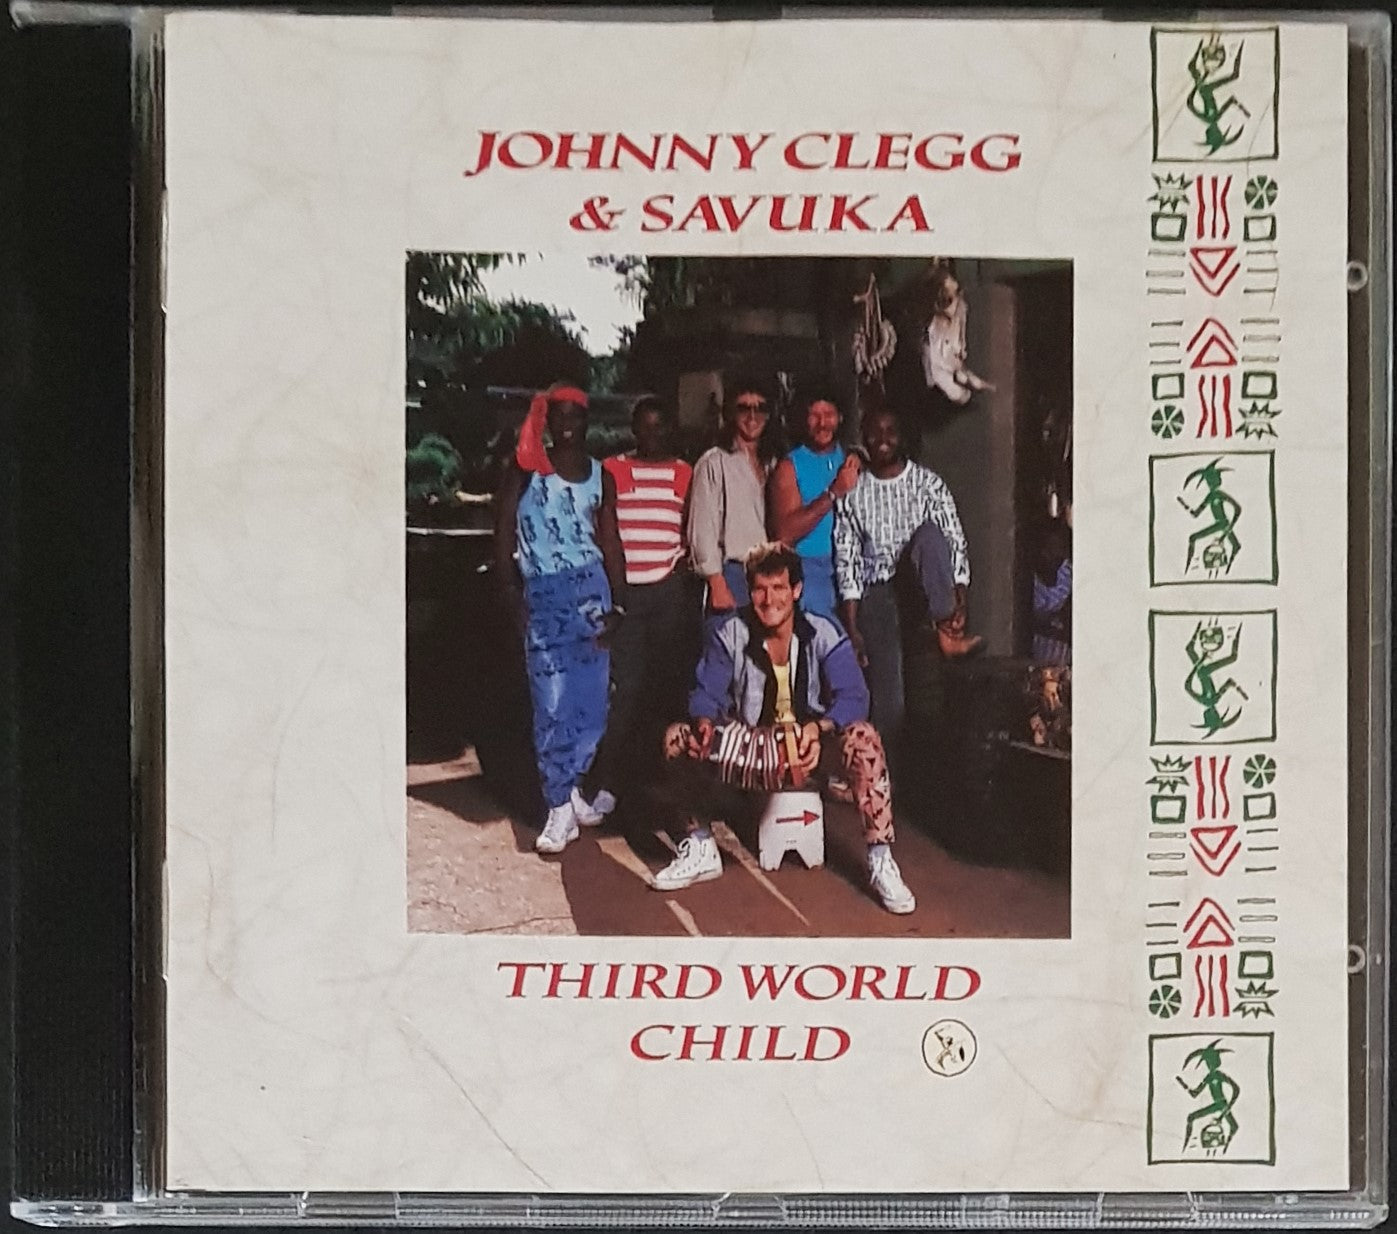 JOHNNY CLEGG
& SAVUKA
THIRD WORLD
CHILD